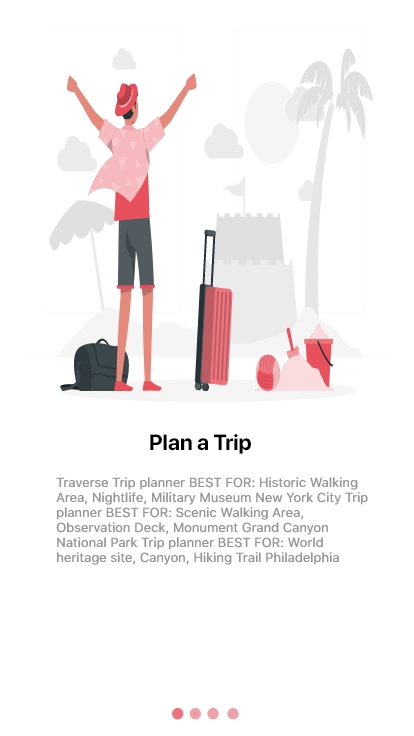 Plan a Trip
Traverse Trip planner BEST FOR: Historic Walking
Area, Nightlife, Military Museum New York City Trip
planner BEST FOR: Scenic Walking Area,
Observation Deck, Monument Grand Canyon
National Park Trip planner BEST FOR: World
heritage site, Canyon, Hiking Trail Philadelphia